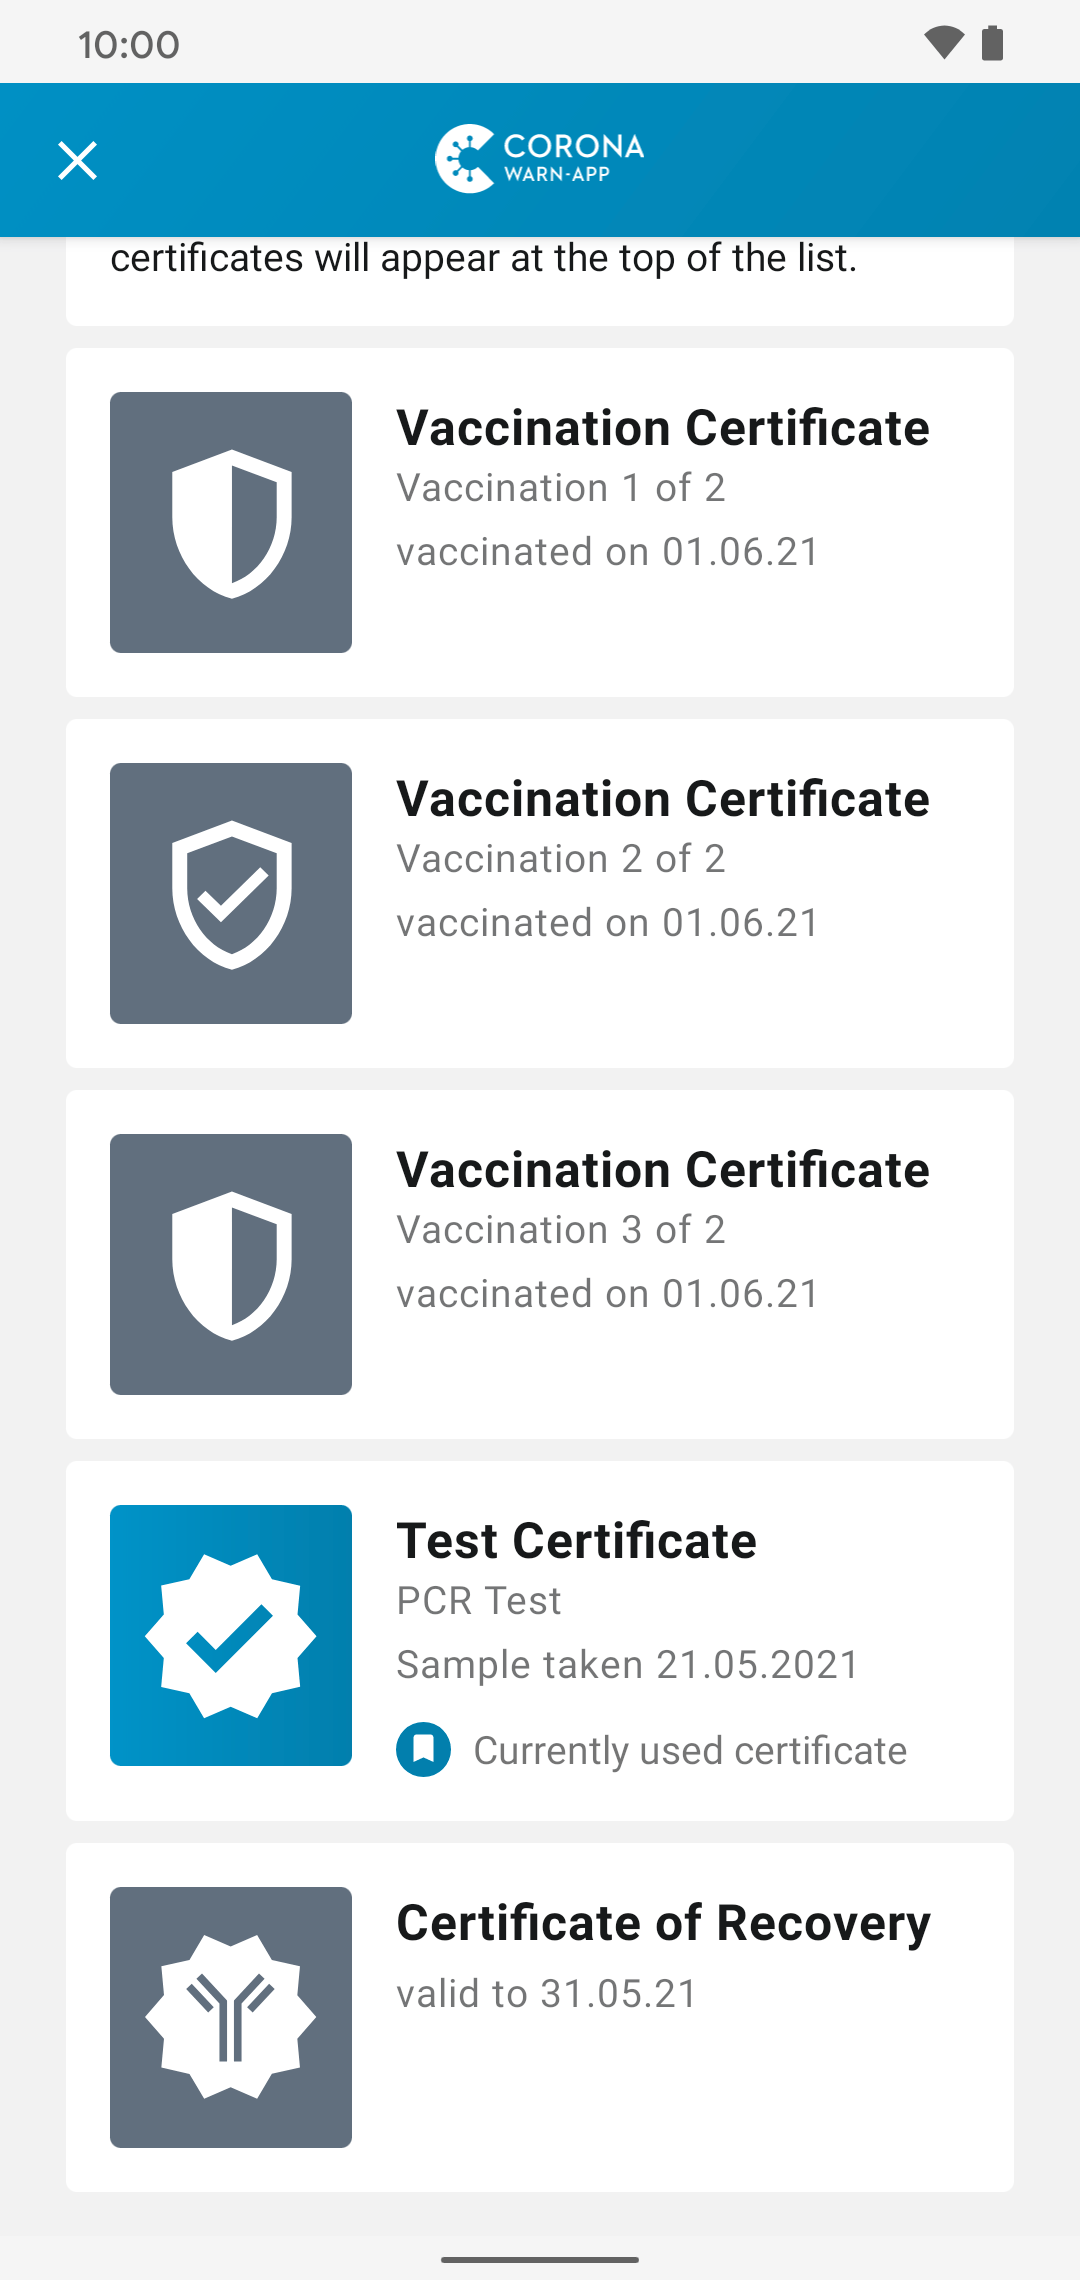 10:00
CORONA
WARN-APP
certificates will appear at the top of the list.
Vaccination Certificate
Vaccination 1 of 2
vaccinated on 01.06.21
Vaccination Certificate
Vaccination 2 of 2
vaccinated on 01.06.21
Vaccination Certificate
Vaccination 3 of 2
vaccinated on 01.06.21
Test Certificate
PCR Test
Sample taken 21.05.2021
Currently used certificate
Certificate of Recovery
valid to 31.05.21